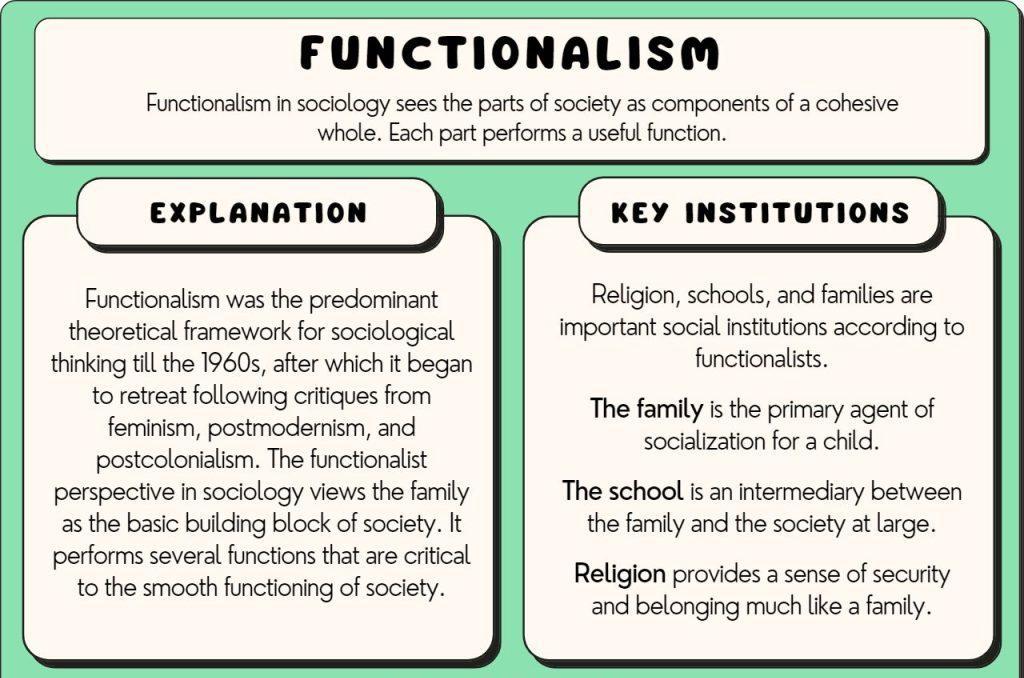 FUNCTIONALISM
Functionalism in sociology sees the parts of society as components of a cohesive
whole. Each part performs a useful function.
EXPLANATION
Functionalism was the predominant
theoretical framework for sociological
thinking till the 1960s, after which it began
to retreat following critiques from
feminism, postmodernism, and
postcolonialism. The functionalist
perspective in sociology views the family
as the basic building block of society. It
performs several functions that are critical
to the smooth functioning of society.
KEY INSTITUTIONS
Religion, schools, and families are
important social institutions according to
functionalists.
The family is the primary agent of
socialization for a child.
The school is an intermediary between
the family and the society at large.
Religion provides a sense of security
and belonging much like a family.